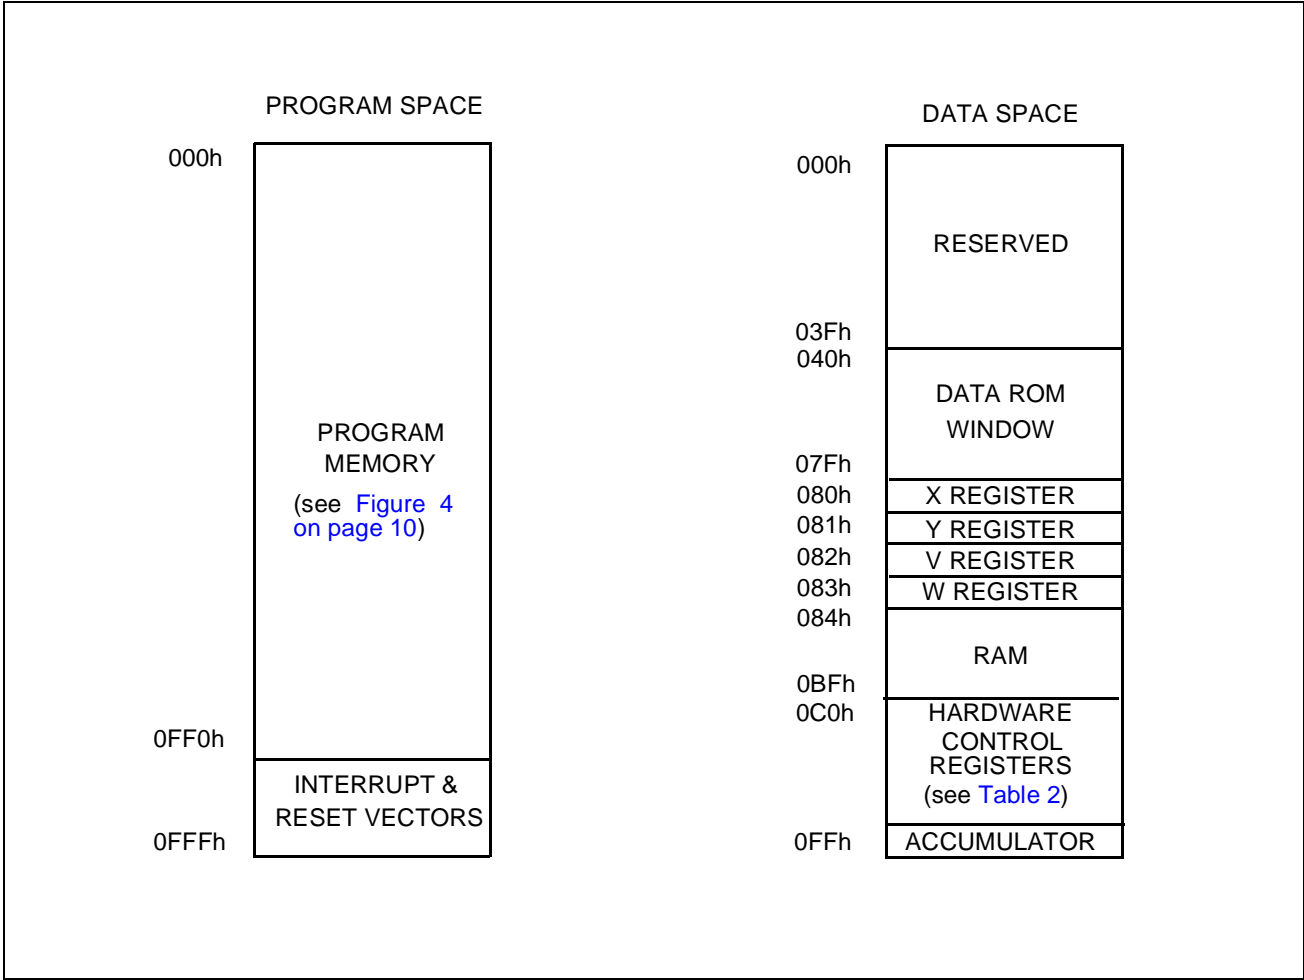 PROGRAM SPACE
000h
PROGRAM
MEMORY
(see Figure 4
on page 10)
0FF0h
INTERRUPT &
RESET VECTORS
0FFFh
DATA SPACE
000h
RESERVED
03Fh
040h
DATA ROM
WINDOW
07Fh
080h
X REGISTER
081h
Y REGISTER
082h
V REGISTER
083h
W REGISTER
084h
RAM
0BFh
0C0h
HARDWARE
CONTROL
REGISTERS
(see Table 2)
0FFh
ACCUMULATOR